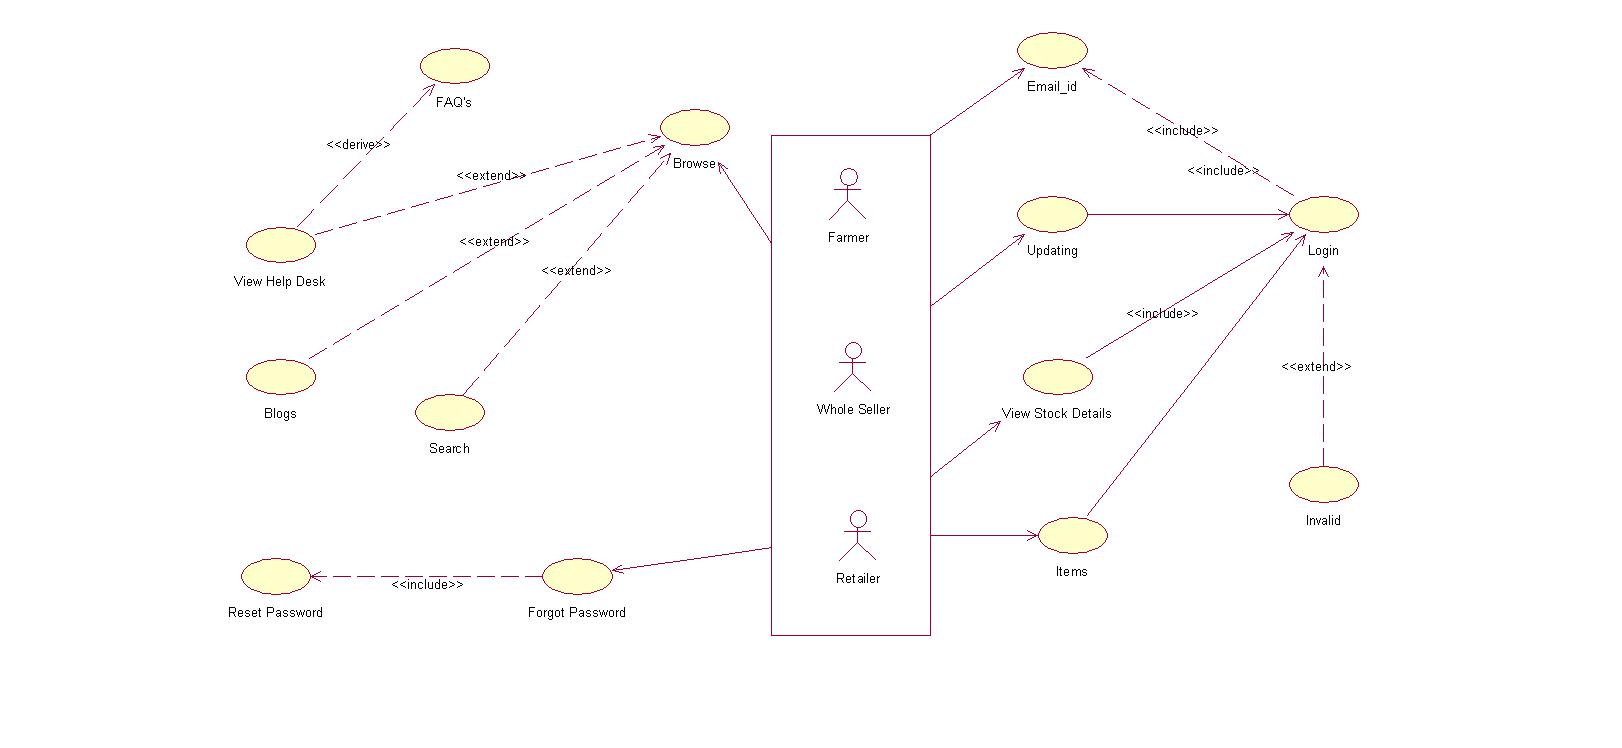 Email_id
FAQ's
<<include>>
<<derive>>
Browse
<<extend>>
<<include>>
Farmer
<<extend>>
Updating
Login
<<extend>>
View Help Desk
<<include>>
<<extend>>
Blogs
Whole Seller
View Stock Details
Search
Invalid
Items
Retailer
<<include>>
Reset Password
Forgot Password